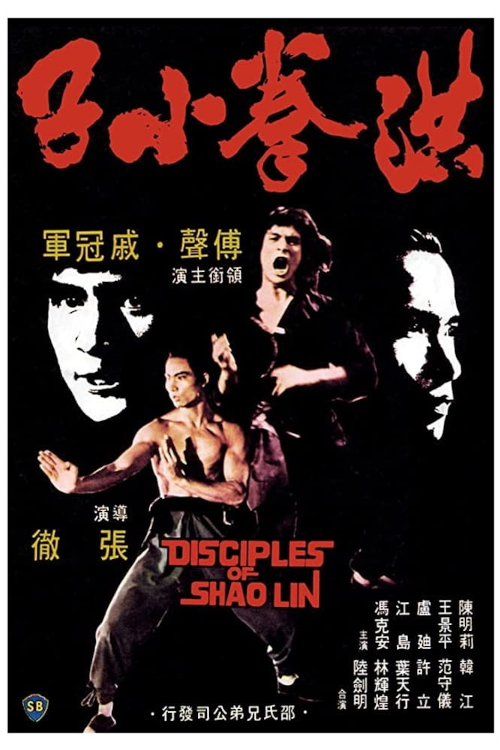 洪拳小子
傅聲・戚冠軍
領銜主演
導演
張徹
DISCIPLES
OF
SHAO LIN
陳明莉
王景平
盧廸
江島
馮克安
主演
韓江
范守儀
許立
葉天行
林輝煌
陸劍明
合演
・邵氏兄弟公司發行・
SB